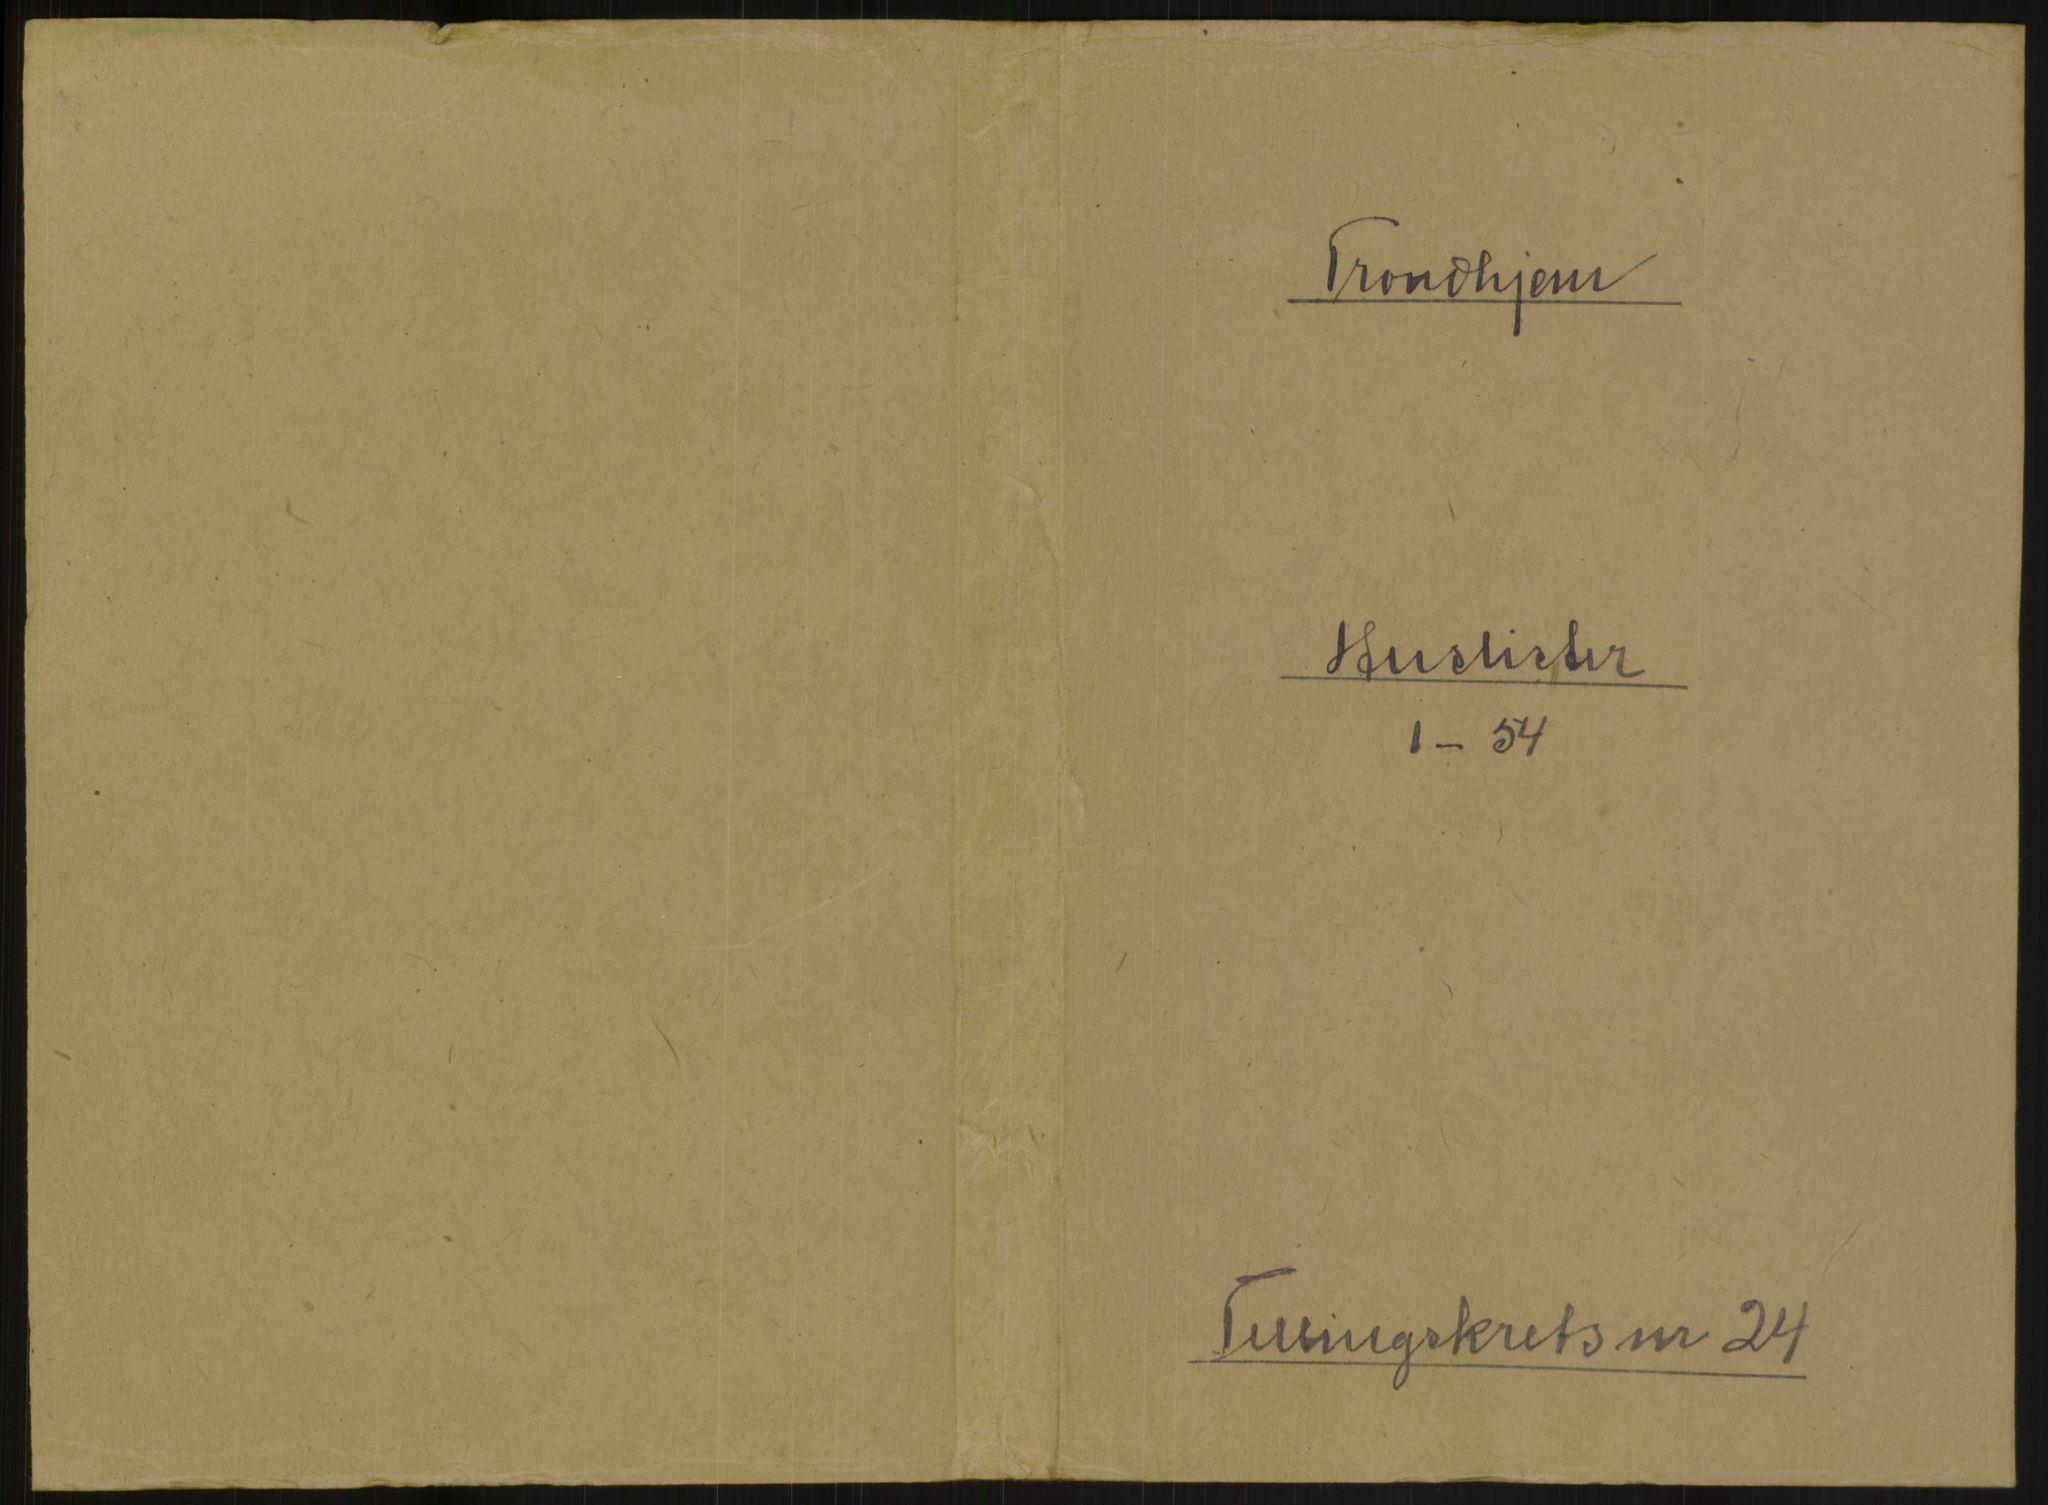 Trondhjem
Huslister
1 - 54
Tellingskrets nr 24